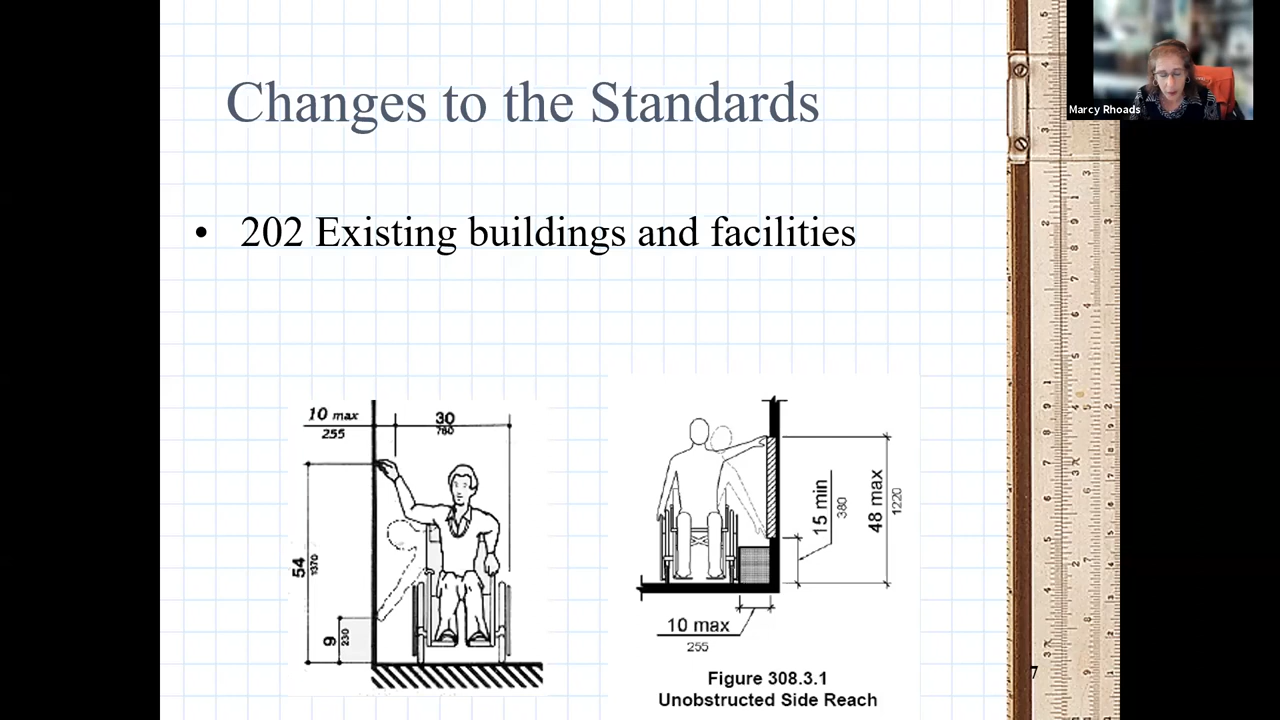 Changes to the Standards
Marcy Rhoads
• 202 Existing buildings and facilities
10 max
255
30
760
54
1370
9
230
15 min
380
48 max
1220
10 max
255
Figure 308.3.1
Unobstructed Side Reach
7